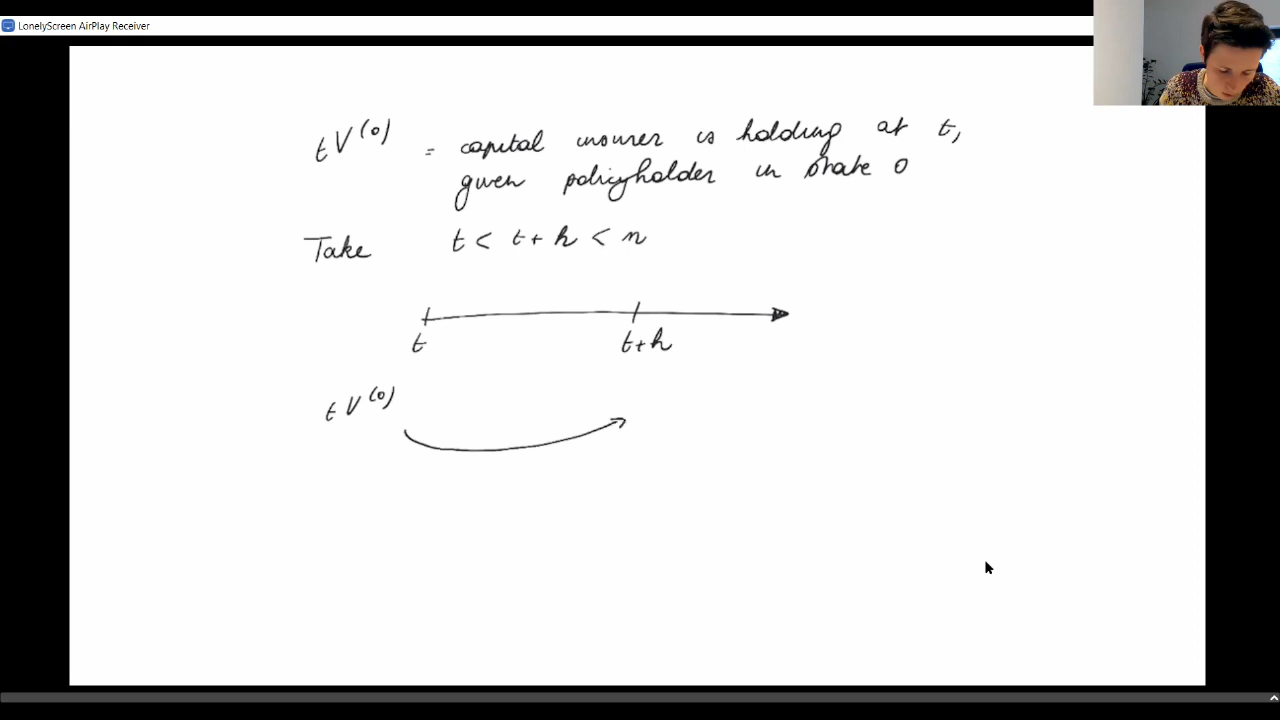 LonelyScreen AirPlay Receiver
tV^(0) = capital insurer is holding at t,
given policyholder in state 0
Take t < t+h < n
t t+h
tV^(0)